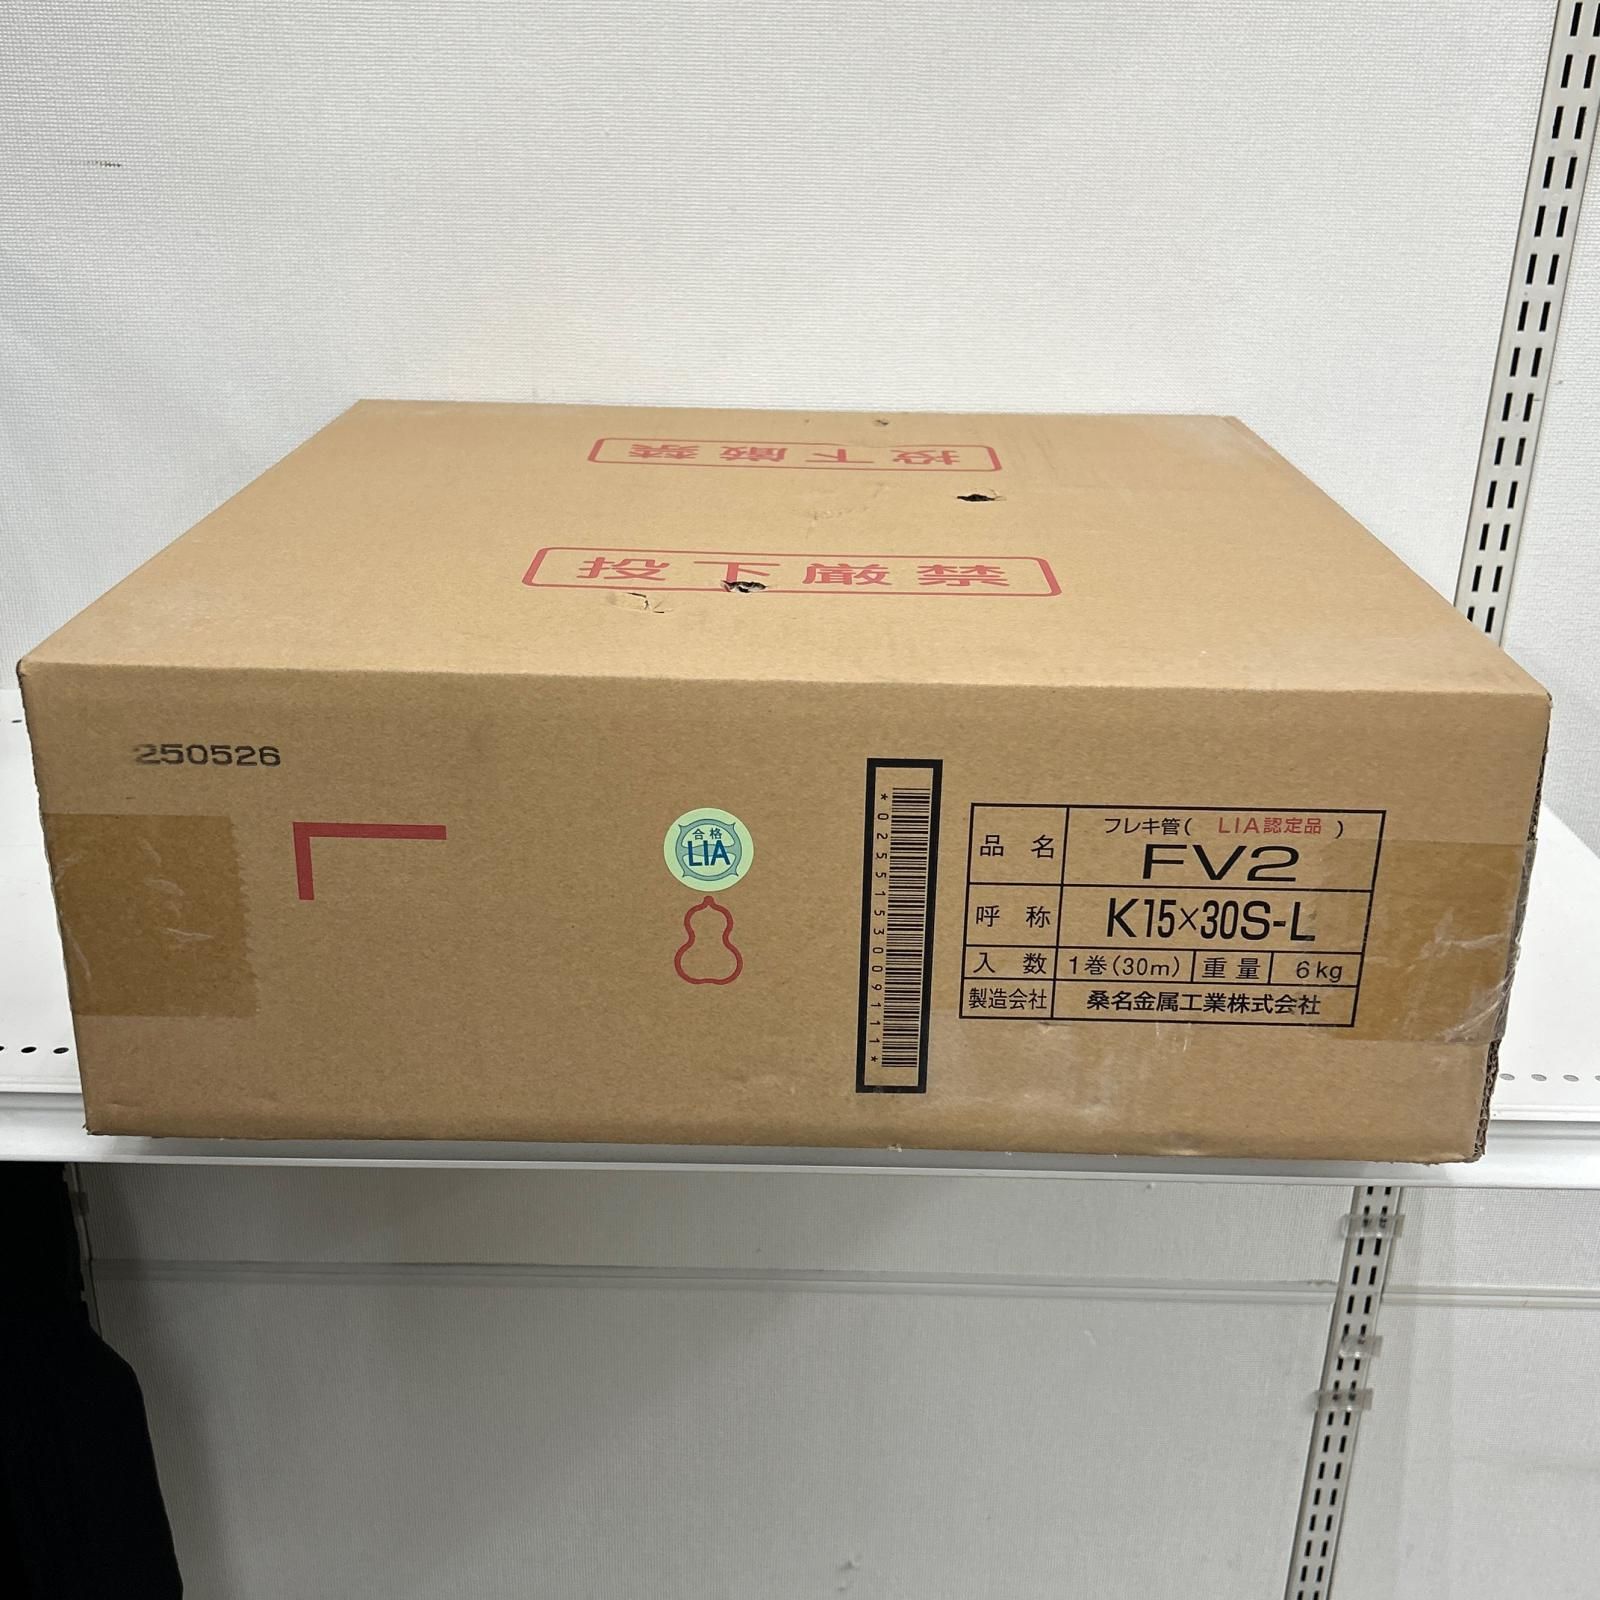 投下厳禁
投下厳禁
250526
合格
LIA
*0255153009111*
品名 フレキ管( LIA認定品 )
FV2
呼称 K15×30S-L
入数 1巻(30m) 重量 6kg
製造会社 桑名金属工業株式会社